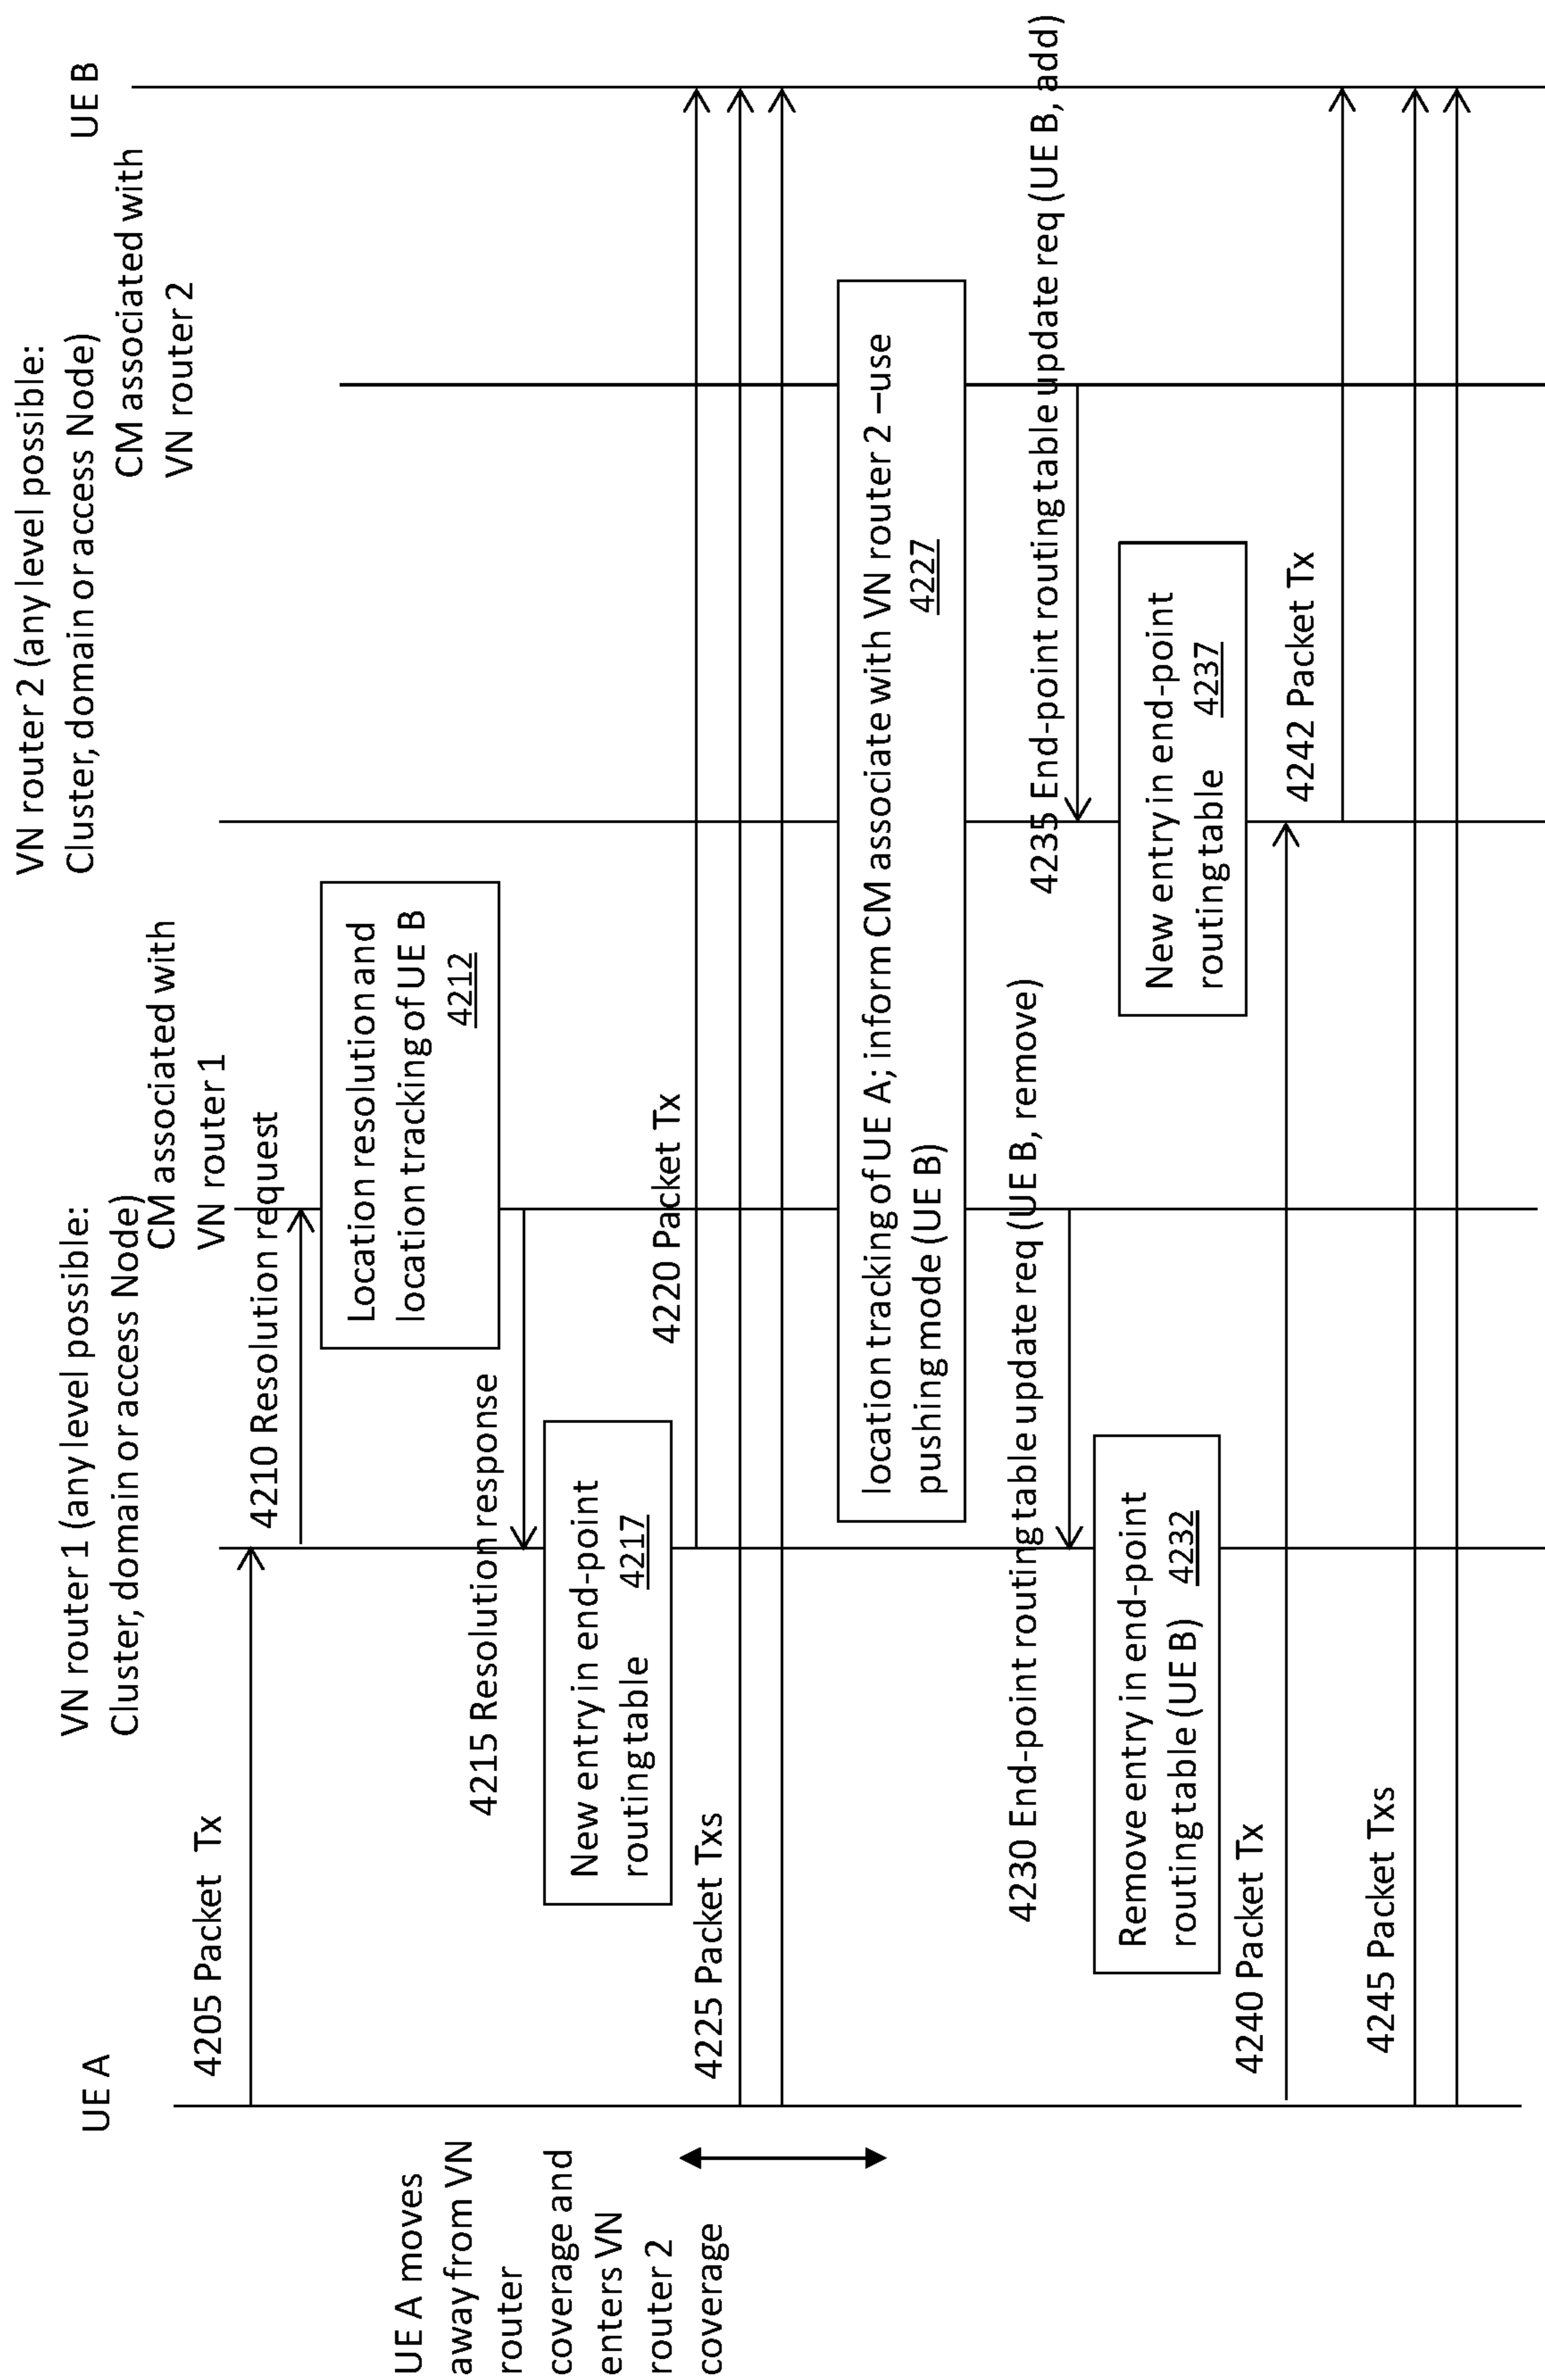 UE A
VN router 1 (any level possible:
Cluster, domain or access Node)
CM associated with
VN router 1
VN router 2 (any level possible:
Cluster, domain or access Node)
CM associated with
VN router 2
UE B
4205 Packet Tx
4210 Resolution request
Location resolution and
location tracking of UE B
4212
4215 Resolution response
New entry in end-point
routing table 4217
4220 Packet Tx
UE A moves
away from VN
router
coverage and
enters VN
router 2
coverage
4225 Packet Txs
location tracking of UE A; inform CM associate with VN router 2 –use
pushing mode (UE B) 4227
4230 End-point routing table update req (UE B, remove)
4235 End-point routing table update req (UE B, add)
Remove entry in end-point
routing table (UE B) 4232
New entry in end-point
routing table 4237
4240 Packet Tx
4242 Packet Tx
4245 Packet Txs